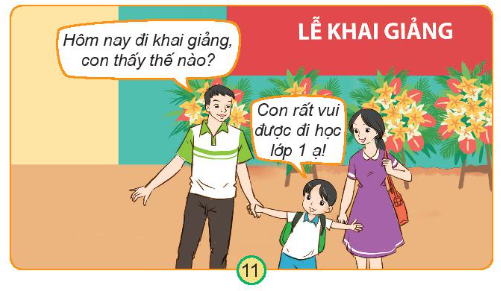 LỄ KHAI GIẢNG
Hôm nay đi khai giảng,
con thấy thế nào?
Con rất vui
được đi học
lớp 1 ạ!
11